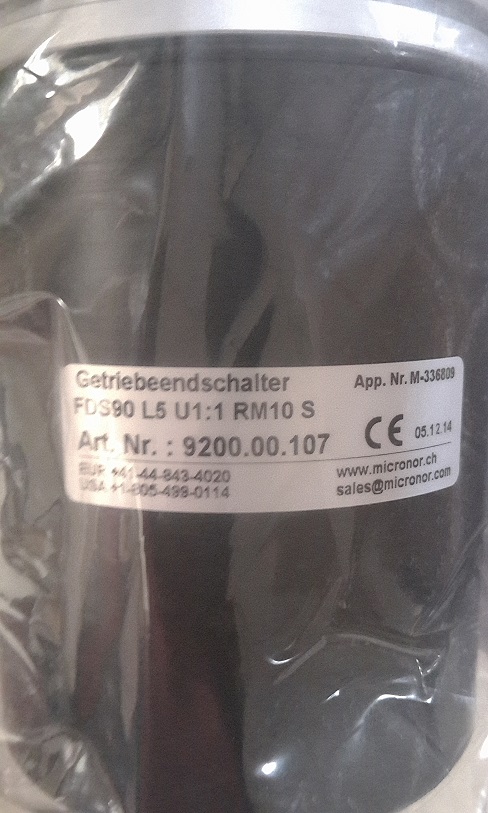 Getriebeendschalter
App. Nr. M-336809
FDS90 L5 U1:1 RM10 S
Art. Nr. : 9200.00.107
CE 05.12.14
EUR +41-44-843-4020
USA +1-805-499-0114
www.micronor.ch
sales@micronor.com